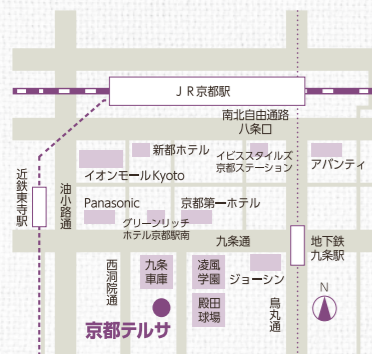 JR京都駅
南北自由通路
八条口
新都ホテル
イビススタイルズ
京都ステーション
アバンティ
イオンモールKyoto
近鉄東寺駅
油小路通
Panasonic
京都第一ホテル
グリーンリッチ
ホテル京都駅南
九条通
地下鉄
九条駅
西洞院通
九条
車庫
凌風
学園
ジョーシン
殿田
球場
烏丸通
N
京都テルサ